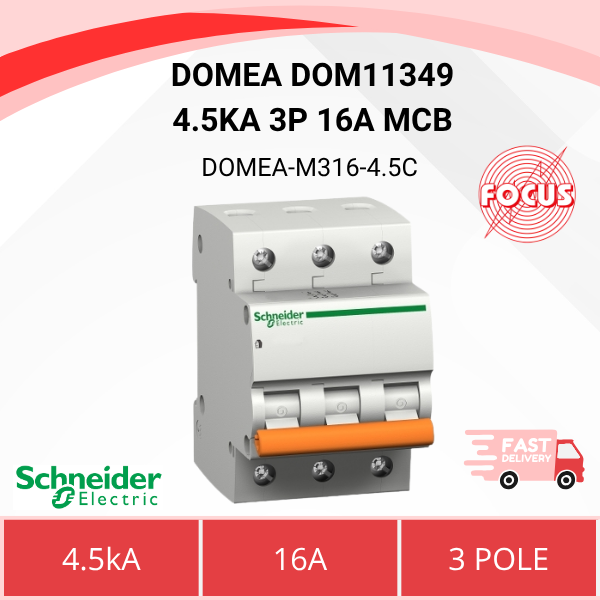 DOMEA DOM11349
4.5KA 3P 16A MCB
DOMEA-M316-4.5C
FOCUS
Schneider
Electric
FAST
DELIVERY
Schneider
Electric
4.5kA
16A
3 POLE